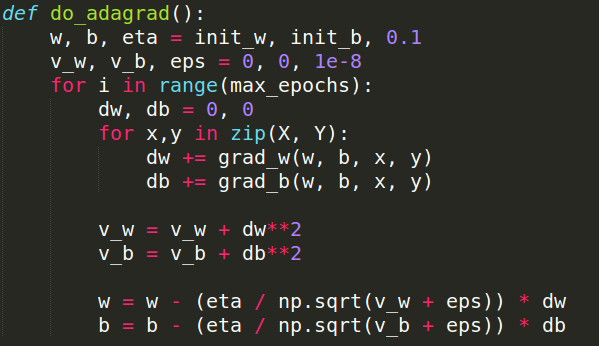 def do_adagrad():
    w, b, eta = init_w, init_b, 0.1
    v_w, v_b, eps = 0, 0, 1e-8
    for i in range(max_epochs):
        dw, db = 0, 0
        for x,y in zip(X, Y):
            dw += grad_w(w, b, x, y)
            db += grad_b(w, b, x, y)

        v_w = v_w + dw**2
        v_b = v_b + db**2

        w = w - (eta / np.sqrt(v_w + eps)) * dw
        b = b - (eta / np.sqrt(v_b + eps)) * db